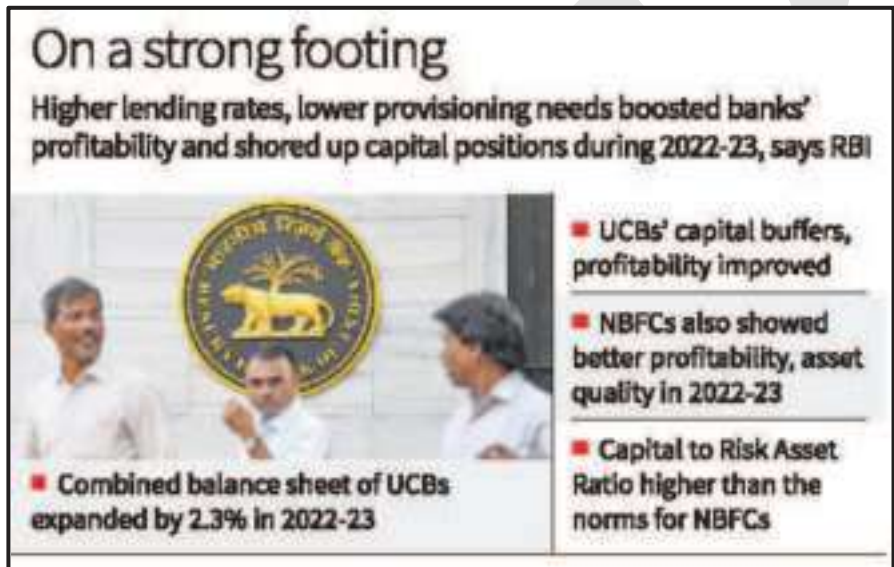 On a strong footing
Higher lending rates, lower provisioning needs boosted banks'
profitability and shored up capital positions during 2022-23, says RBI
भारतीय रिज़र्व बैंक
■ Combined balance sheet of UCBs
expanded by 2.3% in 2022-23
■ UCBs' capital buffers,
profitability improved
■ NBFCs also showed
better profitability, asset
quality in 2022-23
■ Capital to Risk Asset
Ratio higher than the
norms for NBFCs